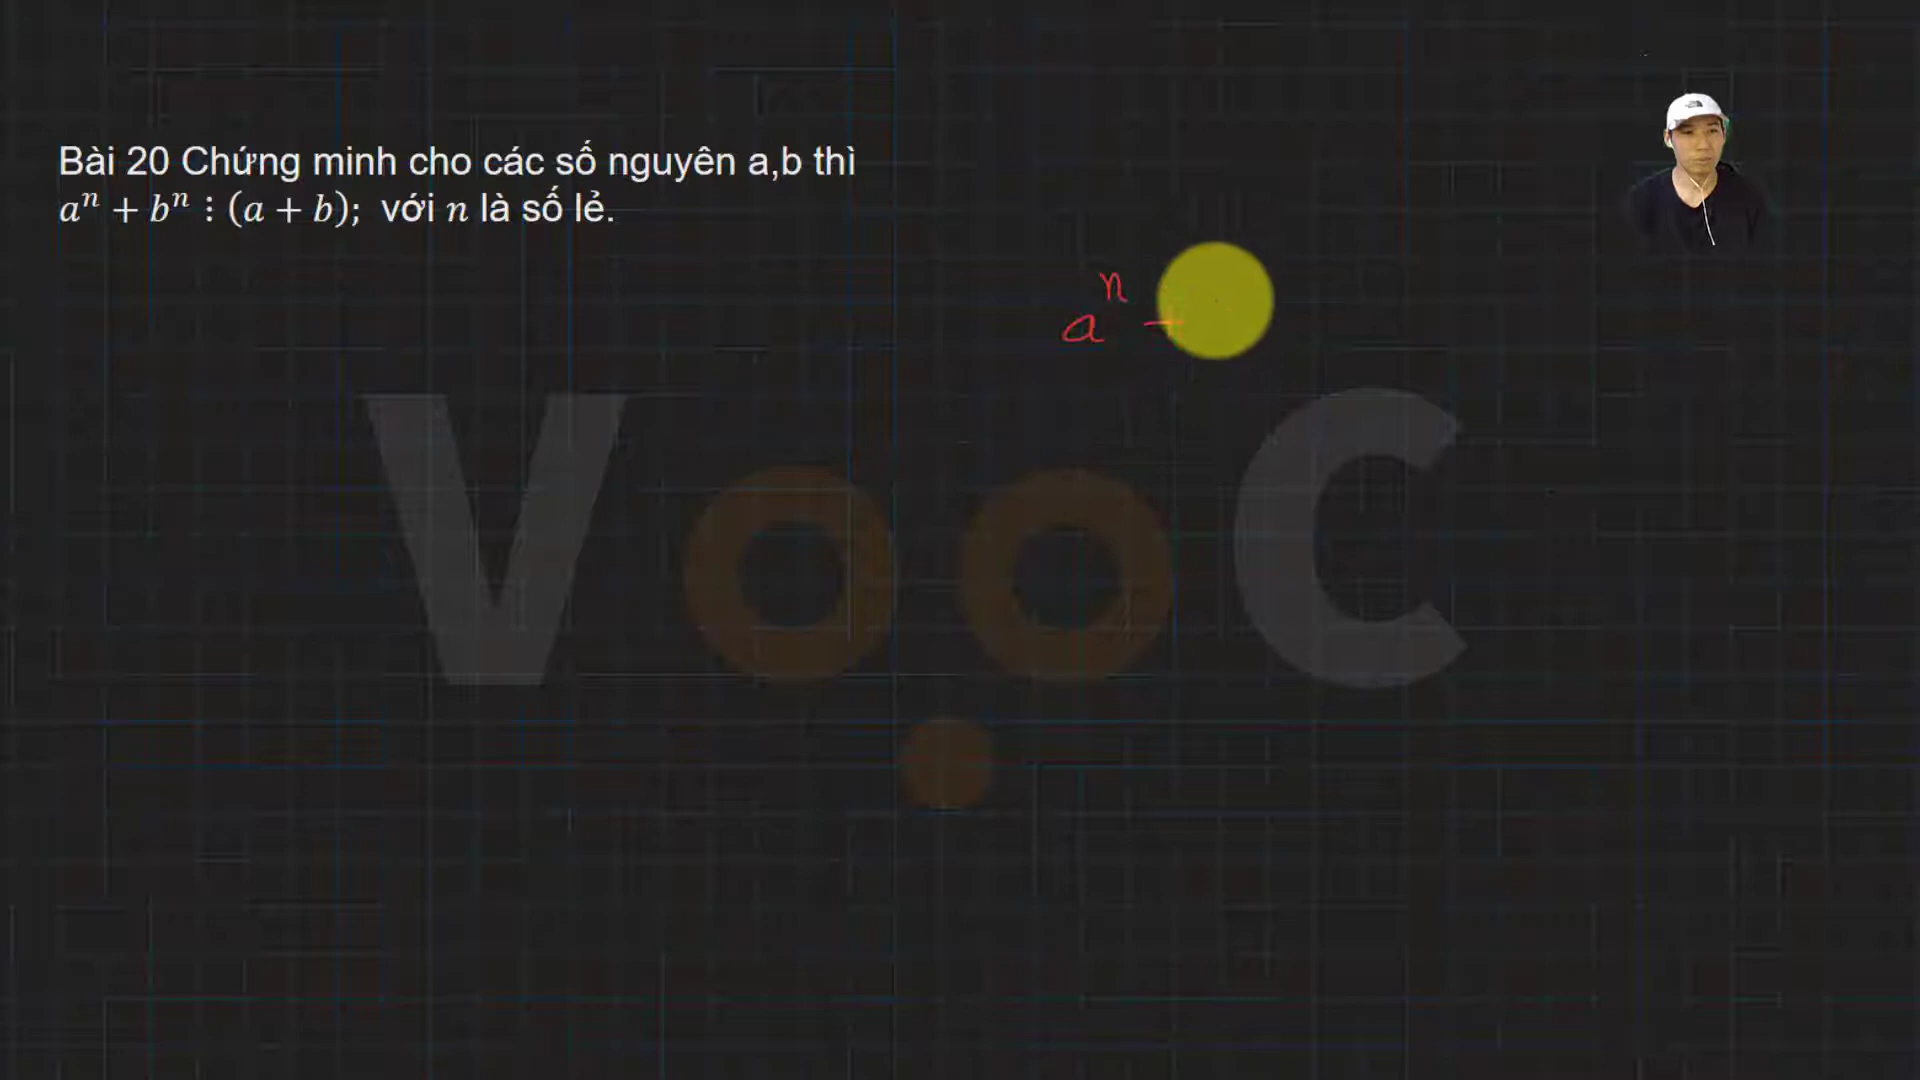 Bài 20 Chứng minh cho các số nguyên a,b thì
aⁿ + bⁿ ⋮ (a + b); với n là số lẻ.
aⁿ −
VOOC